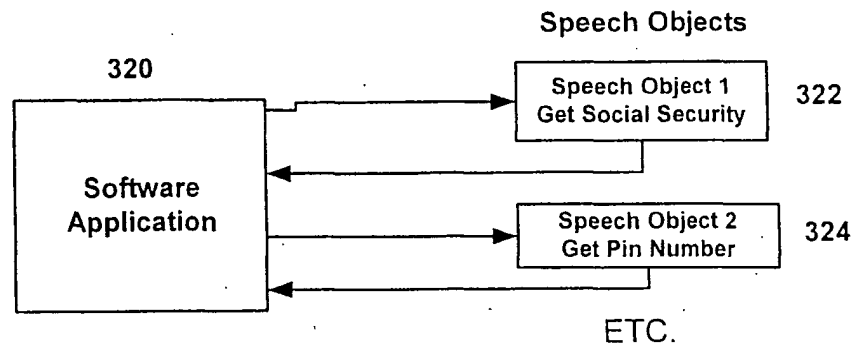 Speech Objects
320
Speech Object 1
Get Social Security
322
Software
Application
Speech Object 2
Get Pin Number
324
ETC.